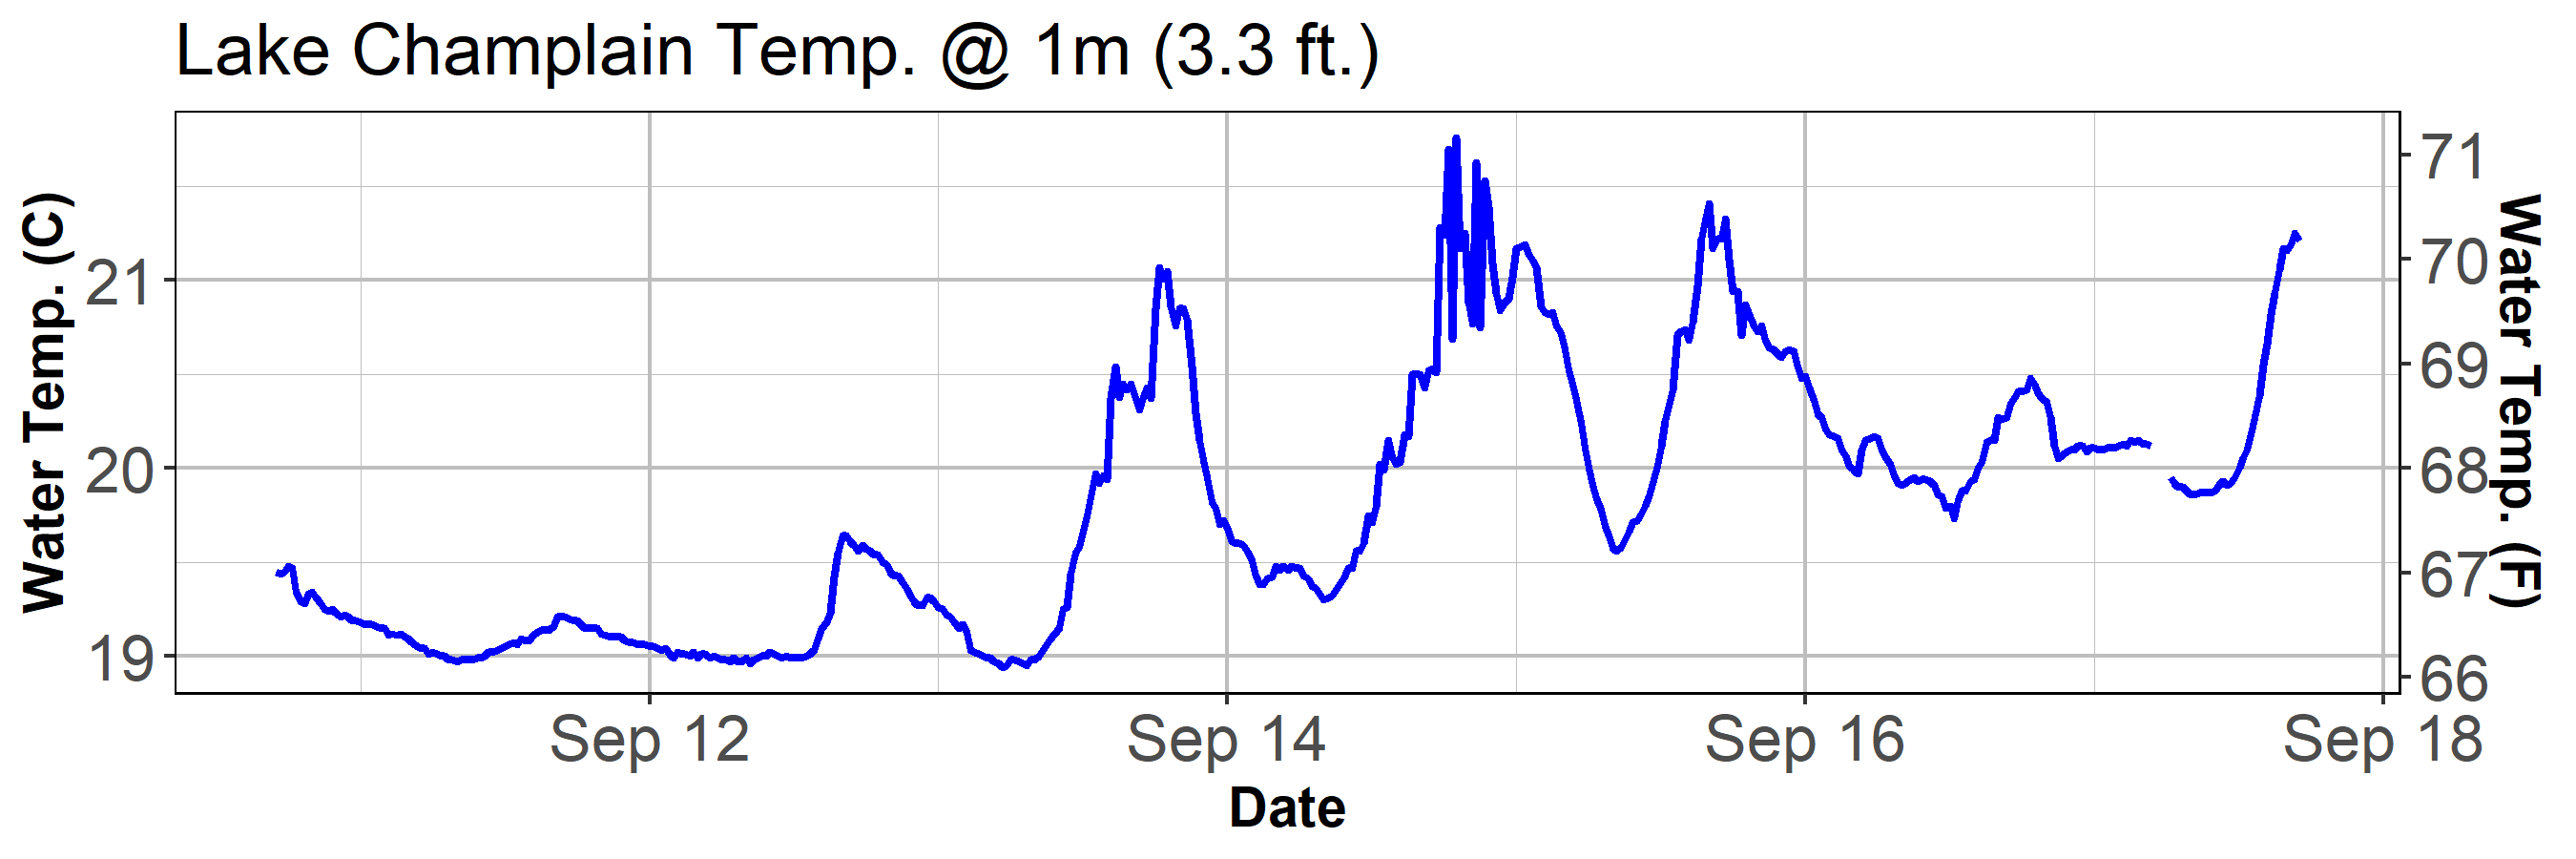 Lake Champlain Temp. @ 1m (3.3 ft.)
Water Temp. (C)
21
20
19
71
70
69
68
67
66
Water Temp. (F)
Sep 12
Sep 14
Sep 16
Sep 18
Date